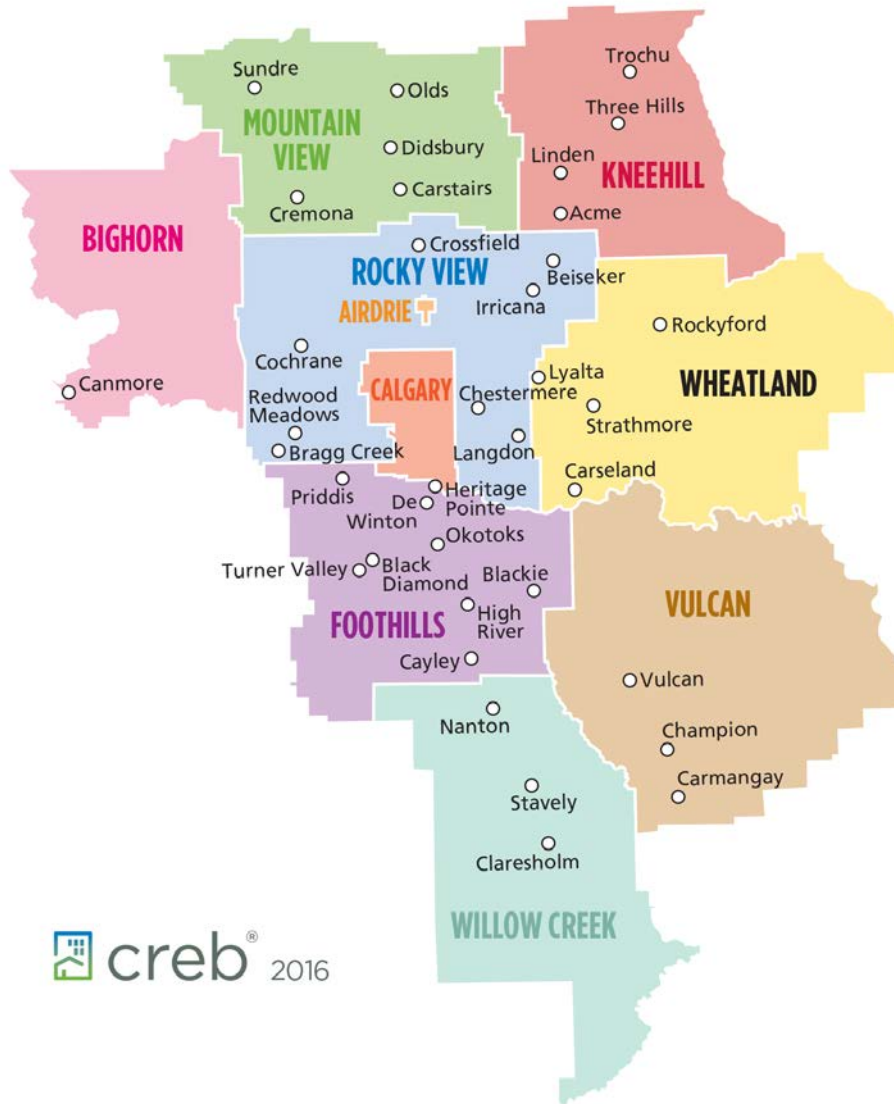 Sundre
Olds
MOUNTAIN
VIEW
Didsbury
Carstairs
Cremona
Trochu
Three Hills
Linden
KNEEHILL
Acme
BIGHORN
Canmore
Crossfield
ROCKY VIEW
Beiseker
Irricana
AIRDRIE
Cochrane
CALGARY
Chestermere
Redwood
Meadows
Bragg Creek
Langdon
Rockyford
Lyalta
WHEATLAND
Strathmore
Carseland
Priddis
Heritage
Pointe
De
Winton
Okotoks
Turner Valley
Black
Diamond
Blackie
High
River
FOOTHILLS
Cayley
VULCAN
Vulcan
Champion
Carmangay
Nanton
Stavely
Claresholm
WILLOW CREEK
creb® 2016